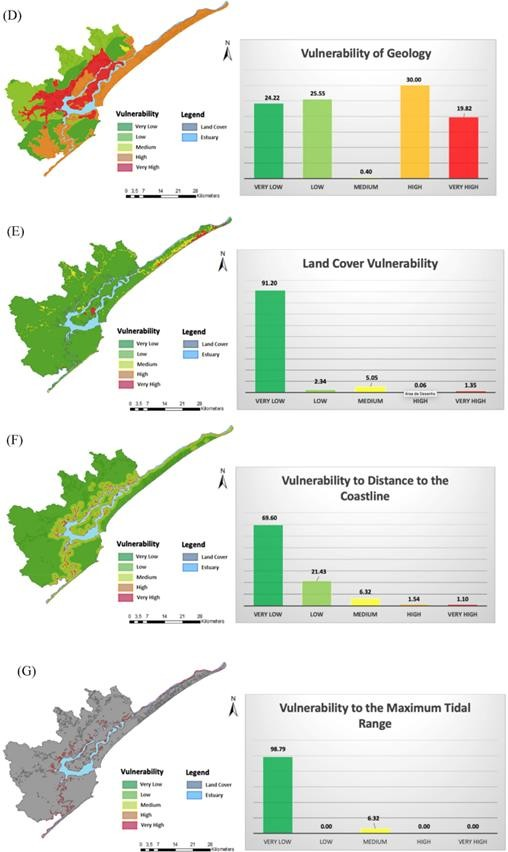 (D)
N
Vulnerability
Legend
Very Low
Land Cover
Low
Estuary
Medium
High
Very High
0 3,5 7 14 21 28
Kilometers
Vulnerability of Geology
24.22
25.55
0.40
30.00
19.82
VERY LOW
LOW
MEDIUM
HIGH
VERY HIGH
(E)
N
Vulnerability
Legend
Very Low
Land Cover
Low
Estuary
Medium
High
Very High
0 3,5 7 14 21 28
Kilometers
Land Cover Vulnerability
91.20
2.34
5.05
0.06
1.35
Área de Desenho
VERY LOW
LOW
MEDIUM
HIGH
VERY HIGH
(F)
N
Vulnerability
Legend
Very Low
Land Cover
Low
Estuary
Medium
High
Very High
0 3,5 7 14 21 28
Kilometers
Vulnerability to Distance to the
Coastline
69.60
21.43
6.32
1.54
1.10
VERY LOW
LOW
MEDIUM
HIGH
VERY HIGH
(G)
N
Vulnerability
Legend
Very Low
Land Cover
Low
Estuary
Medium
High
Very High
0 3,5 7 14 21 28
Kilometers
Vulnerability to the Maximum Tidal
Range
98.79
0.00
6.32
0.00
0.00
VERY LOW
LOW
MEDIUM
HIGH
VERY HIGH